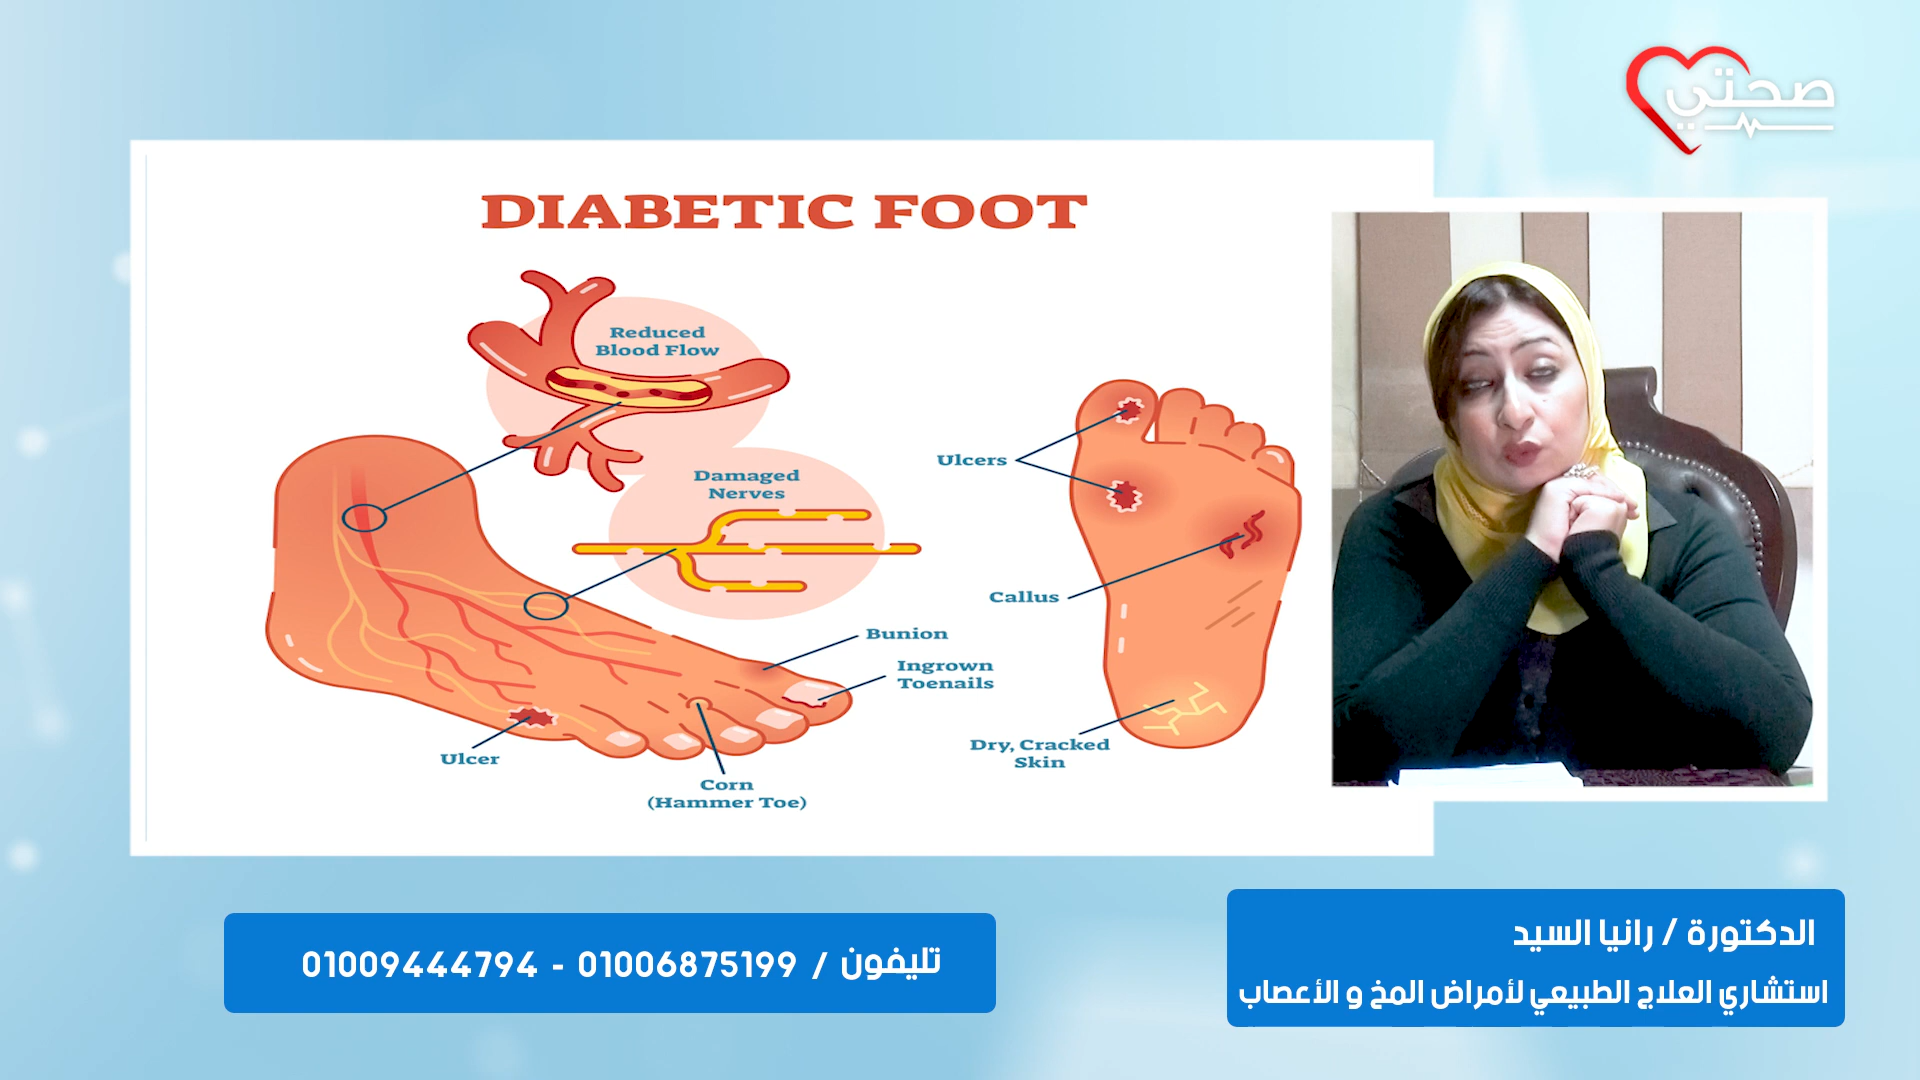 صحتي
DIABETIC FOOT
Reduced
Blood Flow
Damaged
Nerves
Ulcers
Callus
Bunion
Ingrown
Toenails
Ulcer
Corn
(Hammer Toe)
Dry, Cracked
Skin
الدكتورة / رانيا السيد
استشاري العلاج الطبيعي لأمراض المخ و الأعصاب
تليفون / 01006875199 - 01009444794